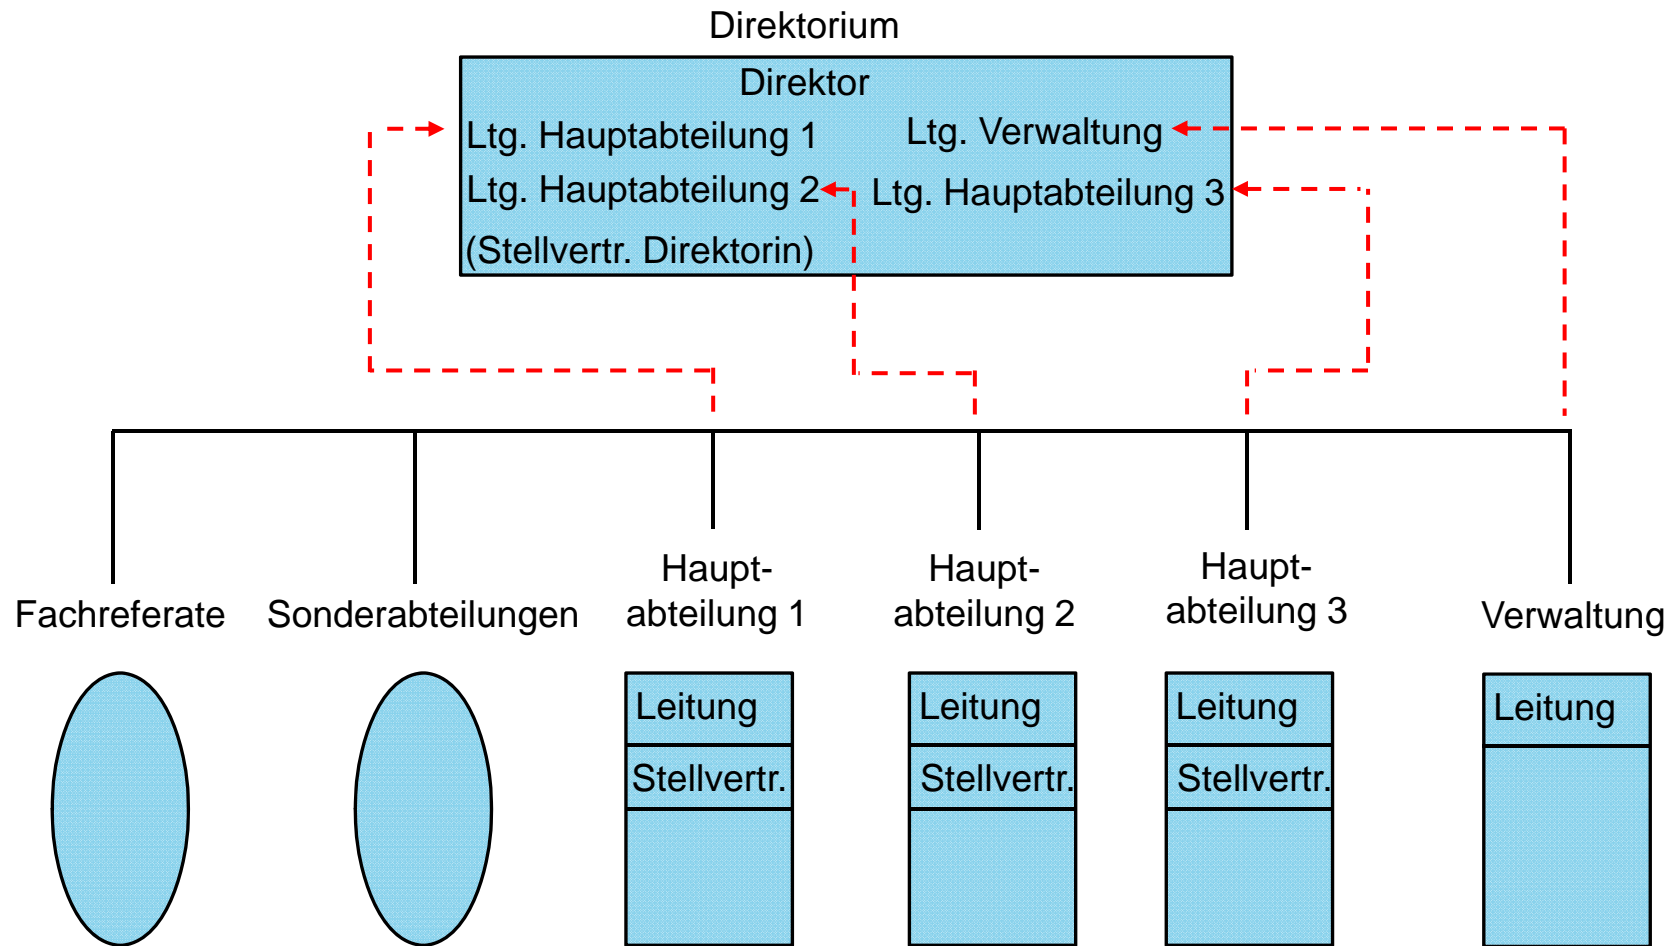 Direktorium
Direktor
Ltg. Hauptabteilung 1
Ltg. Verwaltung
Ltg. Hauptabteilung 2
Ltg. Hauptabteilung 3
(Stellvertr. Direktorin)
Fachreferate
Sonderabteilungen
Haupt-
abteilung 1
Haupt-
abteilung 2
Haupt-
abteilung 3
Verwaltung
Leitung
Stellvertr.
Leitung
Stellvertr.
Leitung
Stellvertr.
Leitung